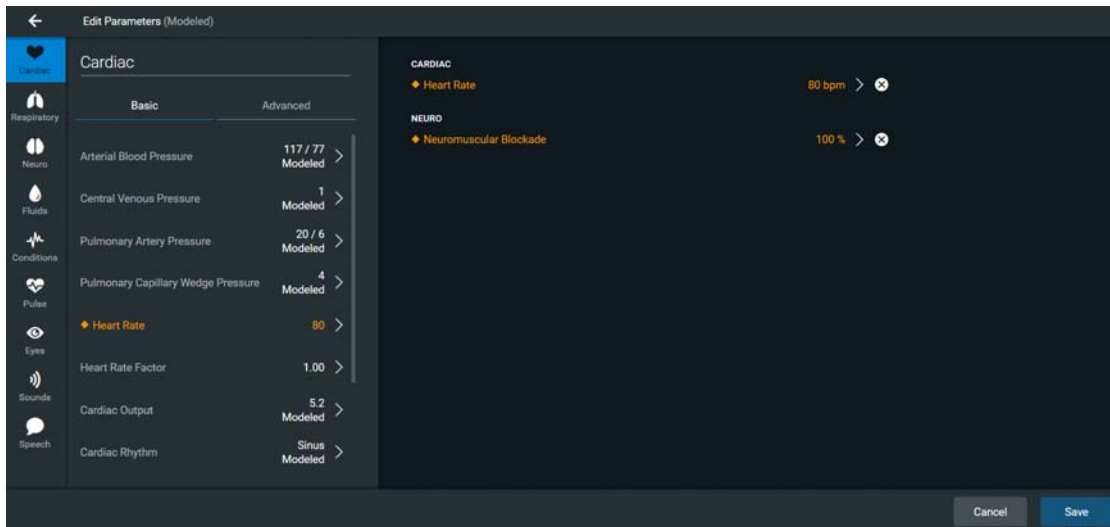 Edit Parameters (Modeled)
Cardiac
Respiratory
Neuro
Fluids
Conditions
Pulse
Eyes
Sounds
Speech
Cardiac
Basic Advanced
Arterial Blood Pressure 117 / 77 Modeled
Central Venous Pressure 1 Modeled
Pulmonary Artery Pressure 20 / 6 Modeled
Pulmonary Capillary Wedge Pressure 4 Modeled
Heart Rate 80
Heart Rate Factor 1.00
Cardiac Output 5.2 Modeled
Cardiac Rhythm Sinus Modeled
CARDIAC
Heart Rate 80 bpm
NEURO
Neuromuscular Blockade 100 %
Cancel Save